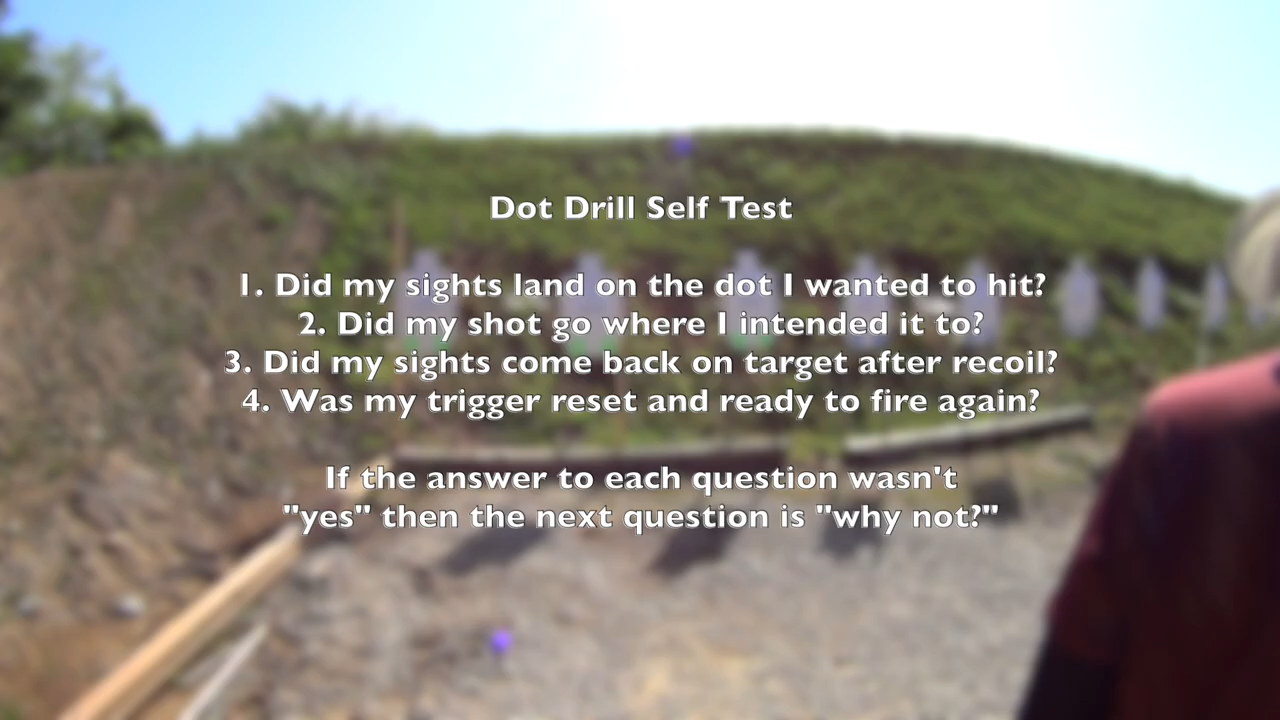 Dot Drill Self Test
1. Did my sights land on the dot I wanted to hit?
2. Did my shot go where I intended it to?
3. Did my sights come back on target after recoil?
4. Was my trigger reset and ready to fire again?
If the answer to each question wasn't
"yes" then the next question is "why not?"